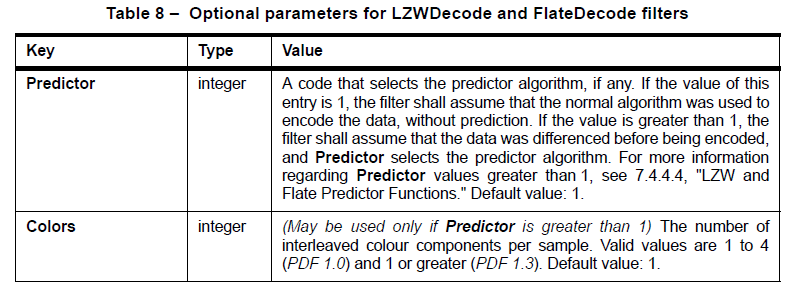 Table 8 – Optional parameters for LZWDecode and FlateDecode filters
Key Type Value
Predictor integer A code that selects the predictor algorithm, if any. If the value of this
entry is 1, the filter shall assume that the normal algorithm was used to
encode the data, without prediction. If the value is greater than 1, the
filter shall assume that the data was differenced before being encoded,
and Predictor selects the predictor algorithm. For more information
regarding Predictor values greater than 1, see 7.4.4.4, "LZW and
Flate Predictor Functions." Default value: 1.
Colors integer (May be used only if Predictor is greater than 1) The number of
interleaved colour components per sample. Valid values are 1 to 4
(PDF 1.0) and 1 or greater (PDF 1.3). Default value: 1.